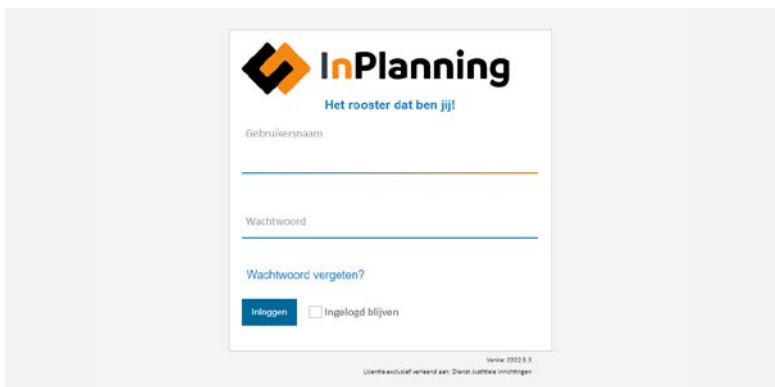 InPlanning
Het rooster dat ben jij!
Gebruikersnaam
Wachtwoord
Wachtwoord vergeten?
Inloggen
Ingelogd blijven
Versie: 2022.5.3
Licentie exclusief verleend aan: Dienst Justitiële Inrichtingen